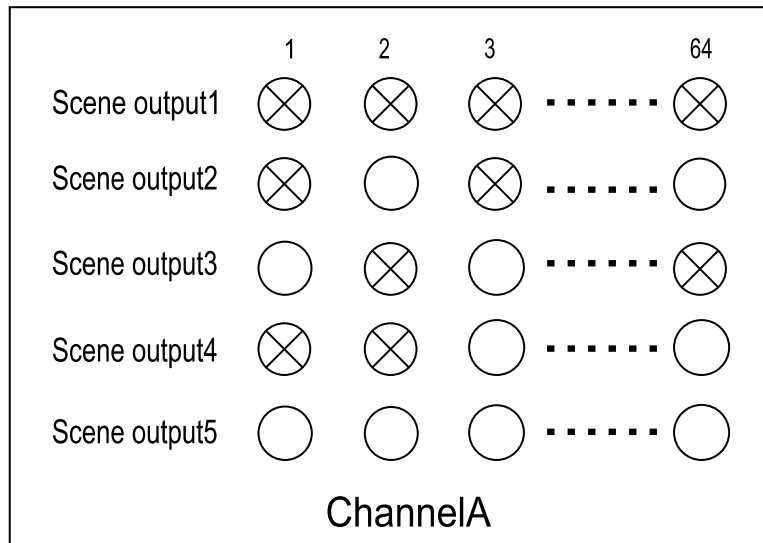 1 2 3 64
Scene output1
Scene output2
Scene output3
Scene output4
Scene output5
ChannelA